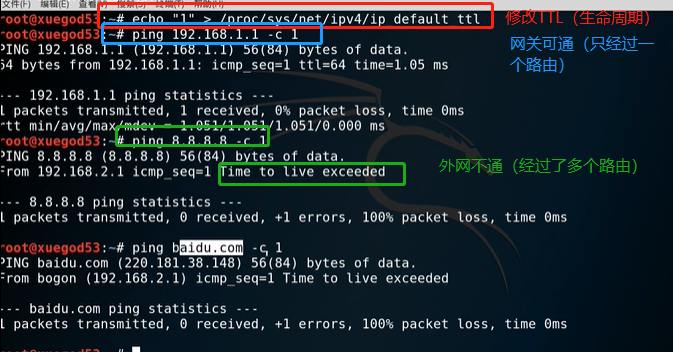 文件(F) 编辑(E) 查看(V) 终端(T) 帮助(H)
root@xuegod53:~# echo "1" > /proc/sys/net/ipv4/ip default ttl
修改TTL（生命周期）
root@xuegod53:~# ping 192.168.1.1 -c 1
网关可通（只经过一
个路由）
PING 192.168.1.1 (192.168.1.1) 56(84) bytes of data.
64 bytes from 192.168.1.1: icmp_seq=1 ttl=64 time=1.05 ms
--- 192.168.1.1 ping statistics ---
1 packets transmitted, 1 received, 0% packet loss, time 0ms
rtt min/avg/max/mdev = 1.051/1.051/1.051/0.000 ms
root@xuegod53:~# ping 8.8.8.8 -c 1
PING 8.8.8.8 (8.8.8.8) 56(84) bytes of data.
From 192.168.2.1 icmp_seq=1 Time to live exceeded
外网不通（经过了多个路由）
--- 8.8.8.8 ping statistics ---
1 packets transmitted, 0 received, +1 errors, 100% packet loss, time 0ms
root@xuegod53:~# ping baidu.com -c 1
PING baidu.com (220.181.38.148) 56(84) bytes of data.
From bogon (192.168.2.1) icmp_seq=1 Time to live exceeded
--- baidu.com ping statistics ---
1 packets transmitted, 0 received, +1 errors, 100% packet loss, time 0ms
root@xuegod53:~#